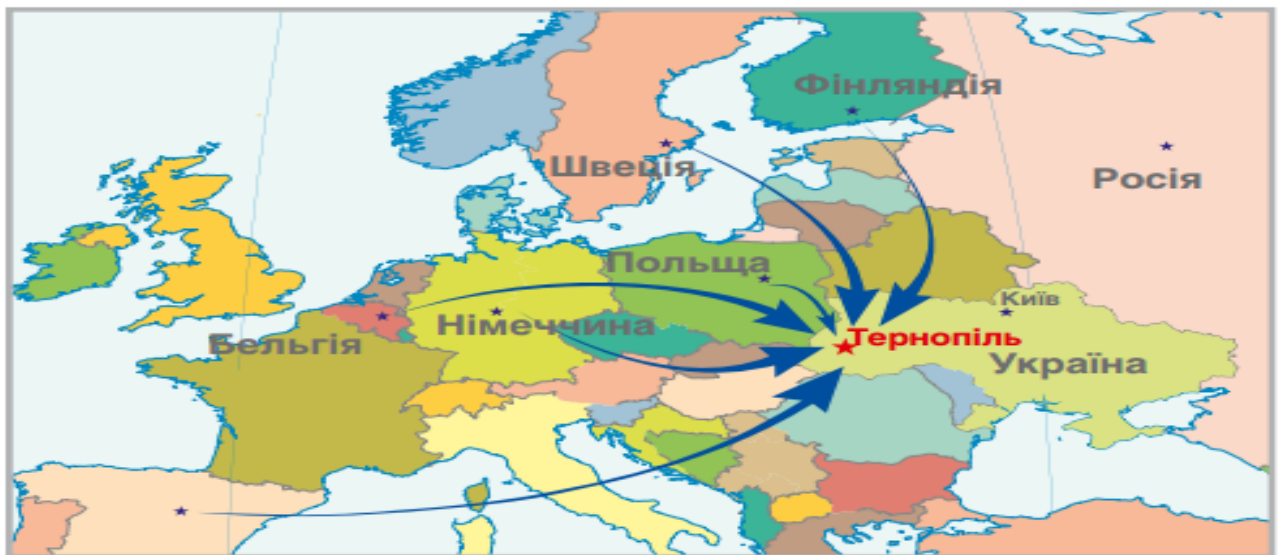 Фінляндія
Швеція
Росія
Польща
Київ
Німеччина
Тернопіль
Бельгія
Україна